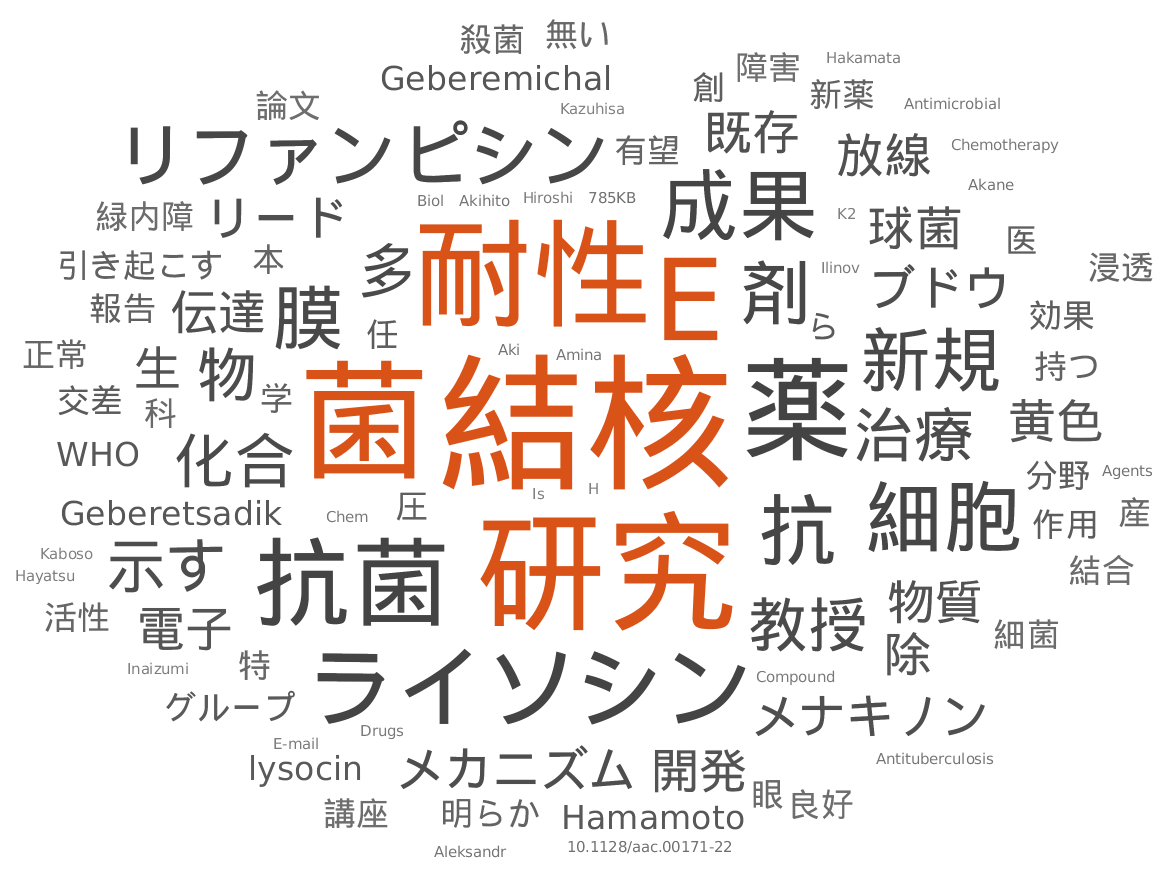 殺菌 無い
Geberemichal
障害 Hakamata
創 新薬 Antimicrobial
論文 Kazuhisa
リファンピシン 有望 既存 放線 Chemotherapy
Akane
緑内障 リード Biol Akihito Hiroshi 785KB 成果 K2 球菌 医
引き起こす 本 多 耐性 E 剤 Ilinov ブドウ 浸透
報告 伝達 膜 任 ら 効果
正常 生 物 Aki Amina 新規 持つ
交差 科 学 菌 結核 薬 治療 黄色
WHO 化合 分野 Agents
Geberetsadik Chem 圧 Is H 抗 細胞 作用 産
Kaboso 示す 抗菌 研究 結合
Hayatsu
活性 電子 教授 物質 細菌
Inaizumi 特 ライソシン 除
グループ Compound メナキノン
E-mail Drugs
lysocin メカニズム 開発 Antituberculosis
講座 明らか Hamamoto 眼 良好
Aleksandr 10.1128/aac.00171-22